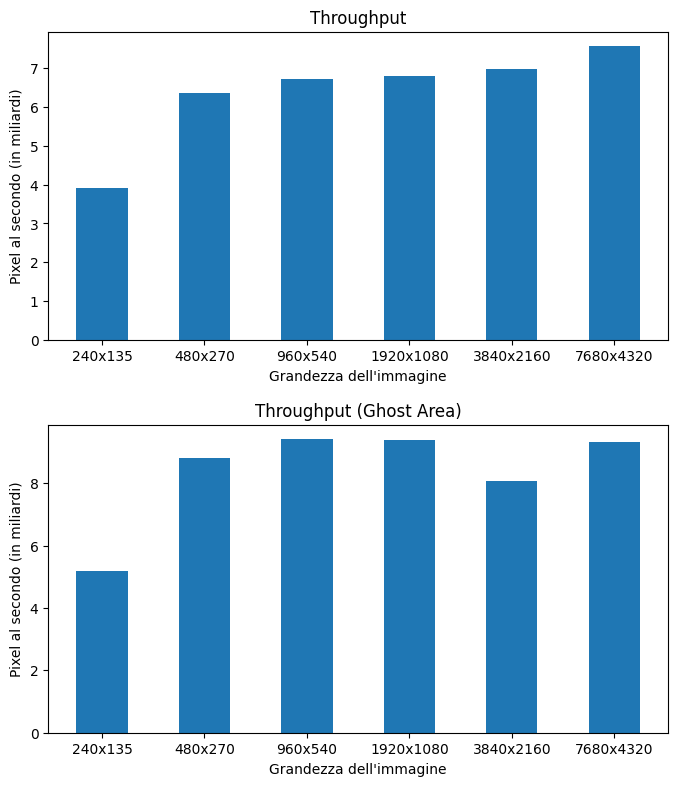 Throughput
Pixel al secondo (in miliardi)
7
6
5
4
3
2
1
0
240x135 480x270 960x540 1920x1080 3840x2160 7680x4320
Grandezza dell'immagine
Throughput (Ghost Area)
Pixel al secondo (in miliardi)
8
6
4
2
0
240x135 480x270 960x540 1920x1080 3840x2160 7680x4320
Grandezza dell'immagine